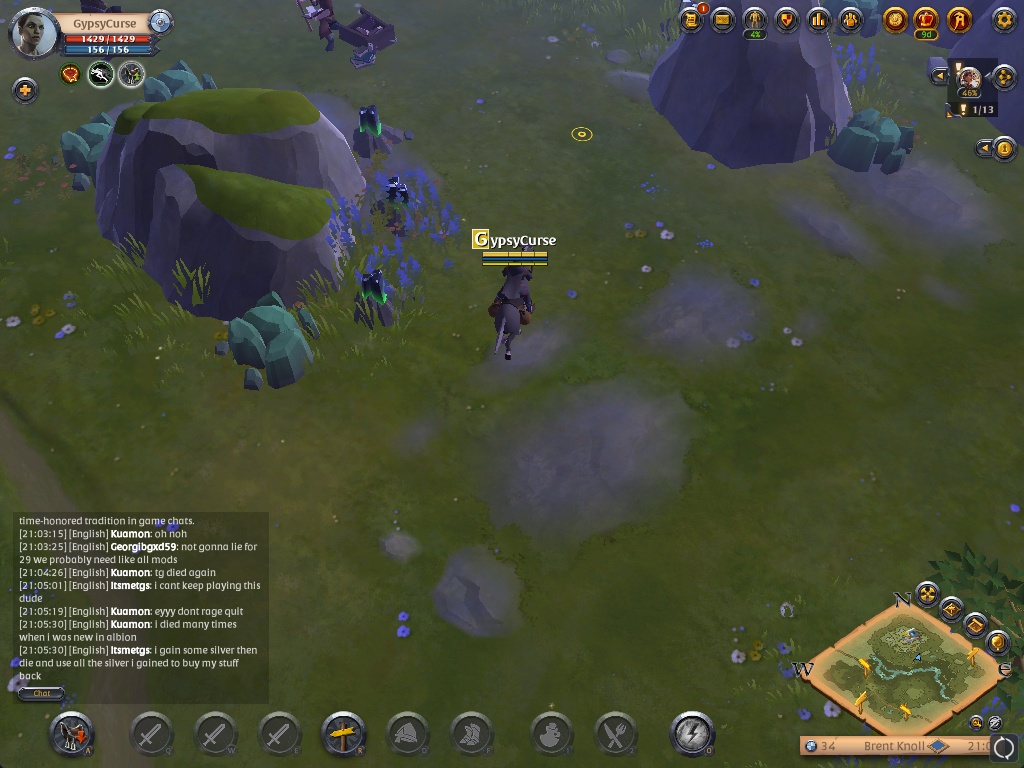 GypsyCurse
1429 / 1429
156 / 156
1
4%
9d
46%
1/13
1
GypsyCurse
time-honored tradition in game chats.
[21:03:15] [English] Kuamon: oh noh
[21:03:25] [English] Georgibgxd59: not gonna lie for
29 we probably need like all mods
[21:04:26] [English] Kuamon: tg died again
[21:05:01] [English] Itsmetgs: i cant keep playing this
dude
[21:05:19] [English] Kuamon: eyyy dont rage quit
[21:05:30] [English] Kuamon: i died many times
when i was new in albion
[21:05:30] [English] Itsmetgs: i gain some silver then
die and use all the silver i gained to buy my stuff
back
Chat
N
W
E
A
Q
W
E
R
D
F
34
Brent Knoll